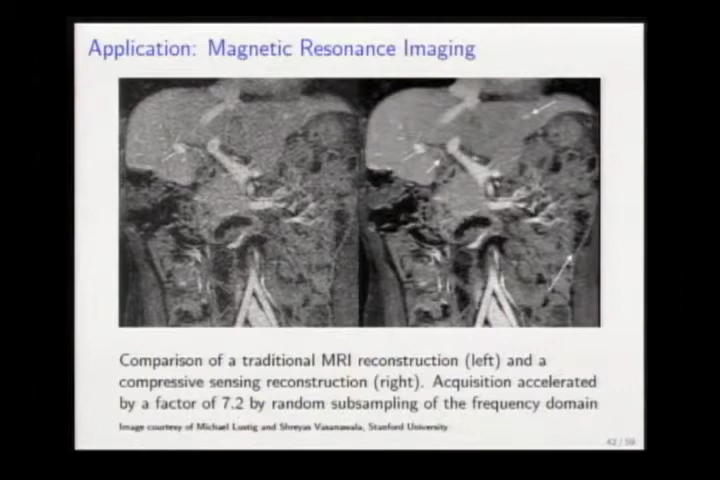 Application: Magnetic Resonance Imaging
Comparison of a traditional MRI reconstruction (left) and a
compressive sensing reconstruction (right). Acquisition accelerated
by a factor of 7.2 by random subsampling of the frequency domain
Image courtesy of Michael Lustig and Shreyas Vasanawala, Stanford University
42 / 59